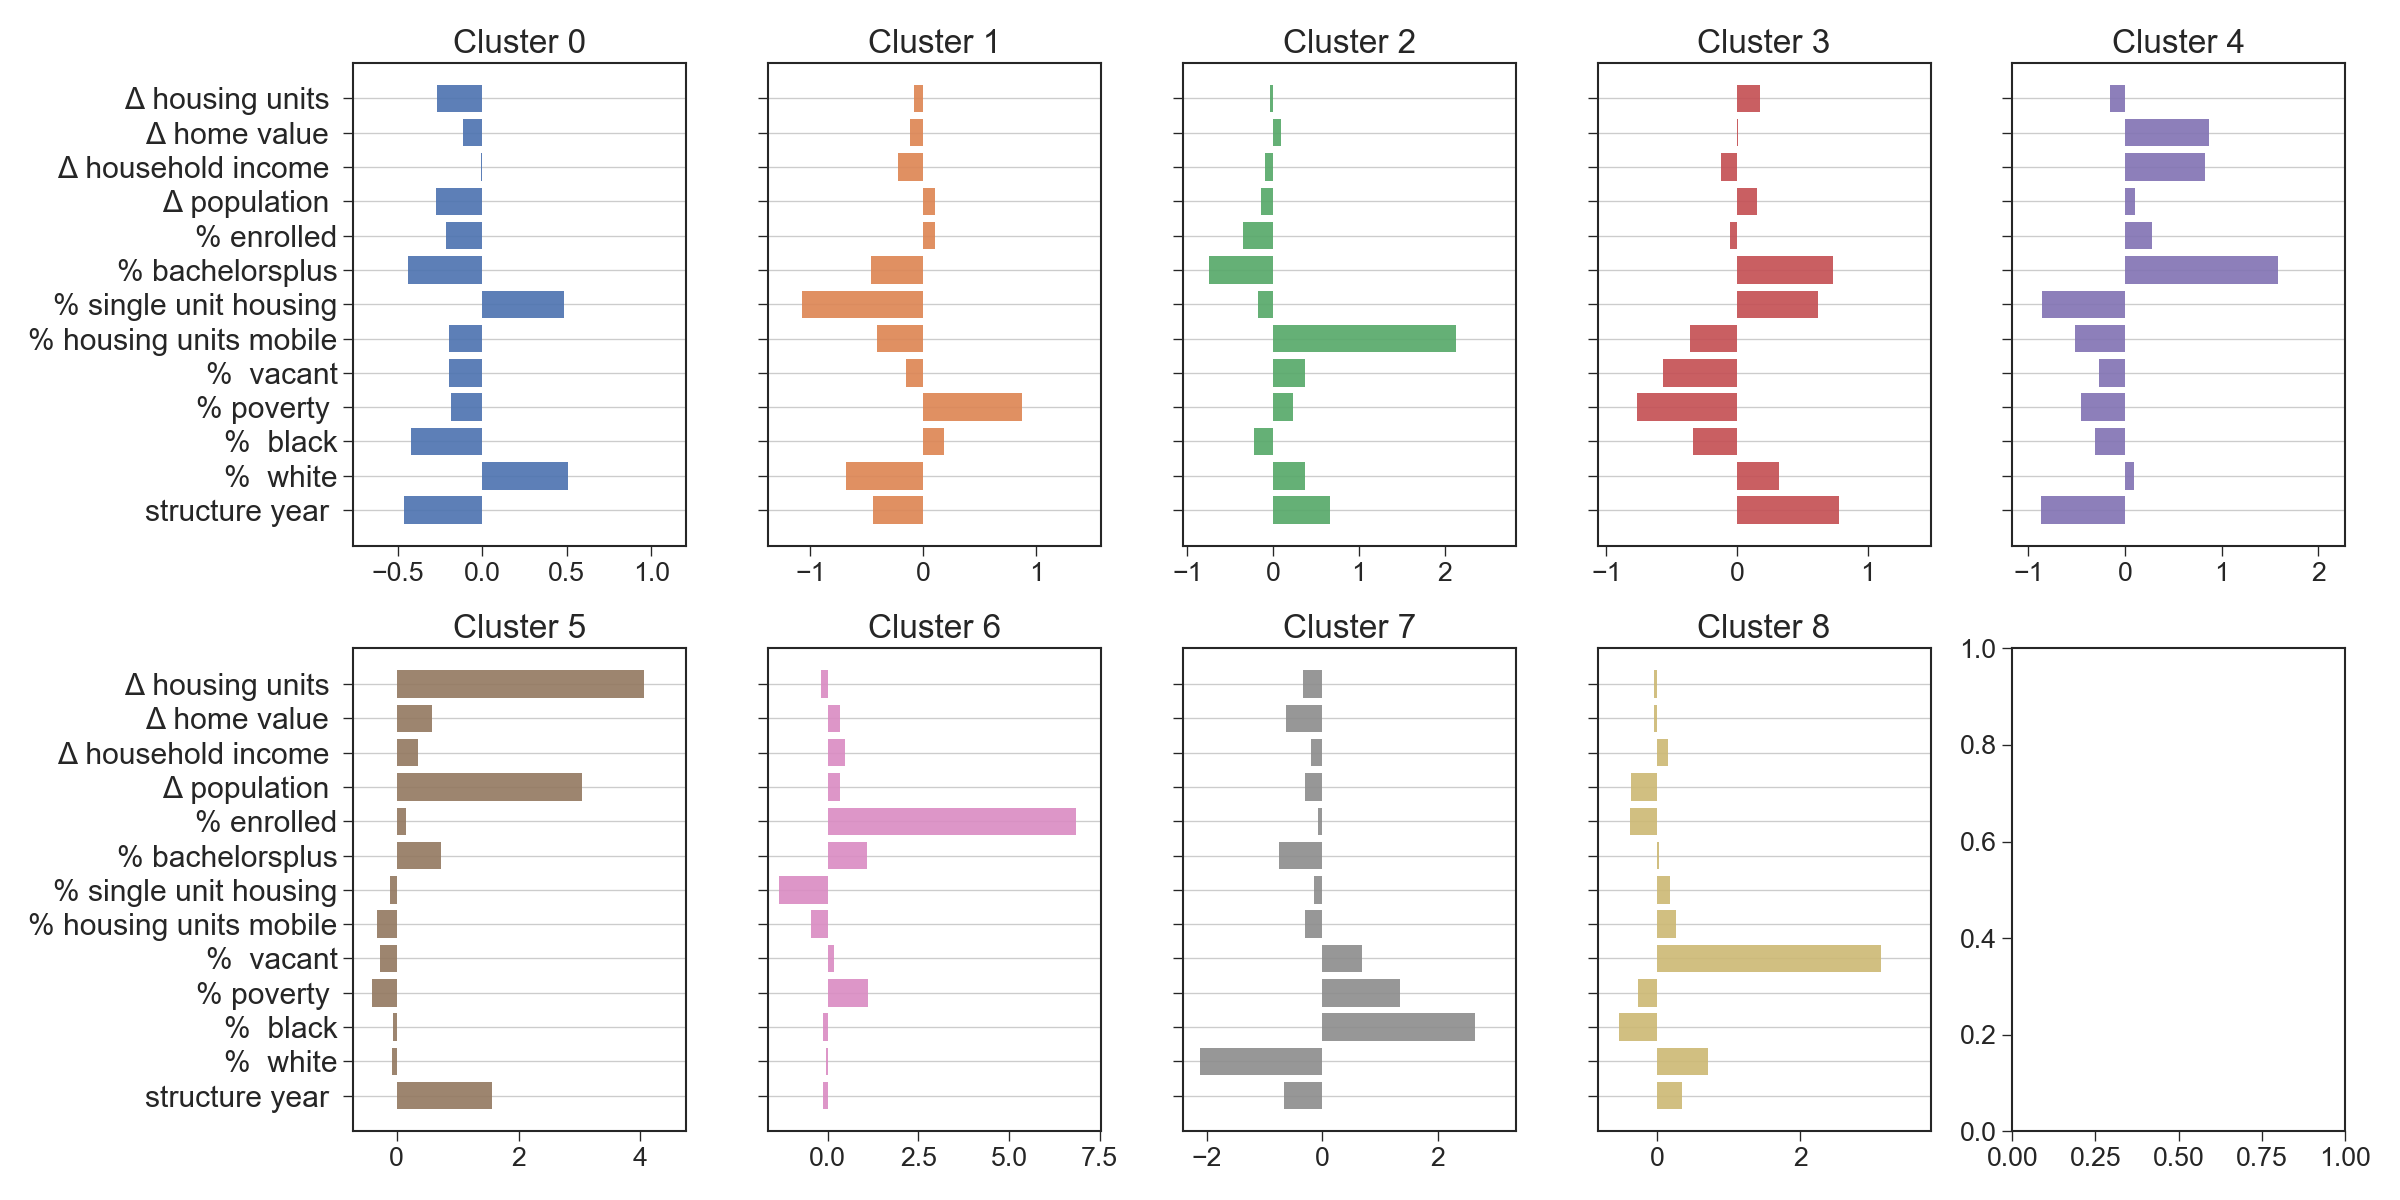 Cluster 0
Cluster 1
Cluster 2
Cluster 3
Cluster 4
Δ housing units
Δ home value
Δ household income
Δ population
% enrolled
% bachelorsplus
% single unit housing
% housing units mobile
% vacant
% poverty
% black
% white
structure year
−0.5 0.0 0.5 1.0
−1 0 1
−1 0 1 2
−1 0 1
−1 0 1 2
Cluster 5
Cluster 6
Cluster 7
Cluster 8
Δ housing units
Δ home value
Δ household income
Δ population
% enrolled
% bachelorsplus
% single unit housing
% housing units mobile
% vacant
% poverty
% black
% white
structure year
0 2 4
0.0 2.5 5.0 7.5
−2 0 2
0 2
1.0
0.8
0.6
0.4
0.2
0.0
0.00 0.25 0.50 0.75 1.00